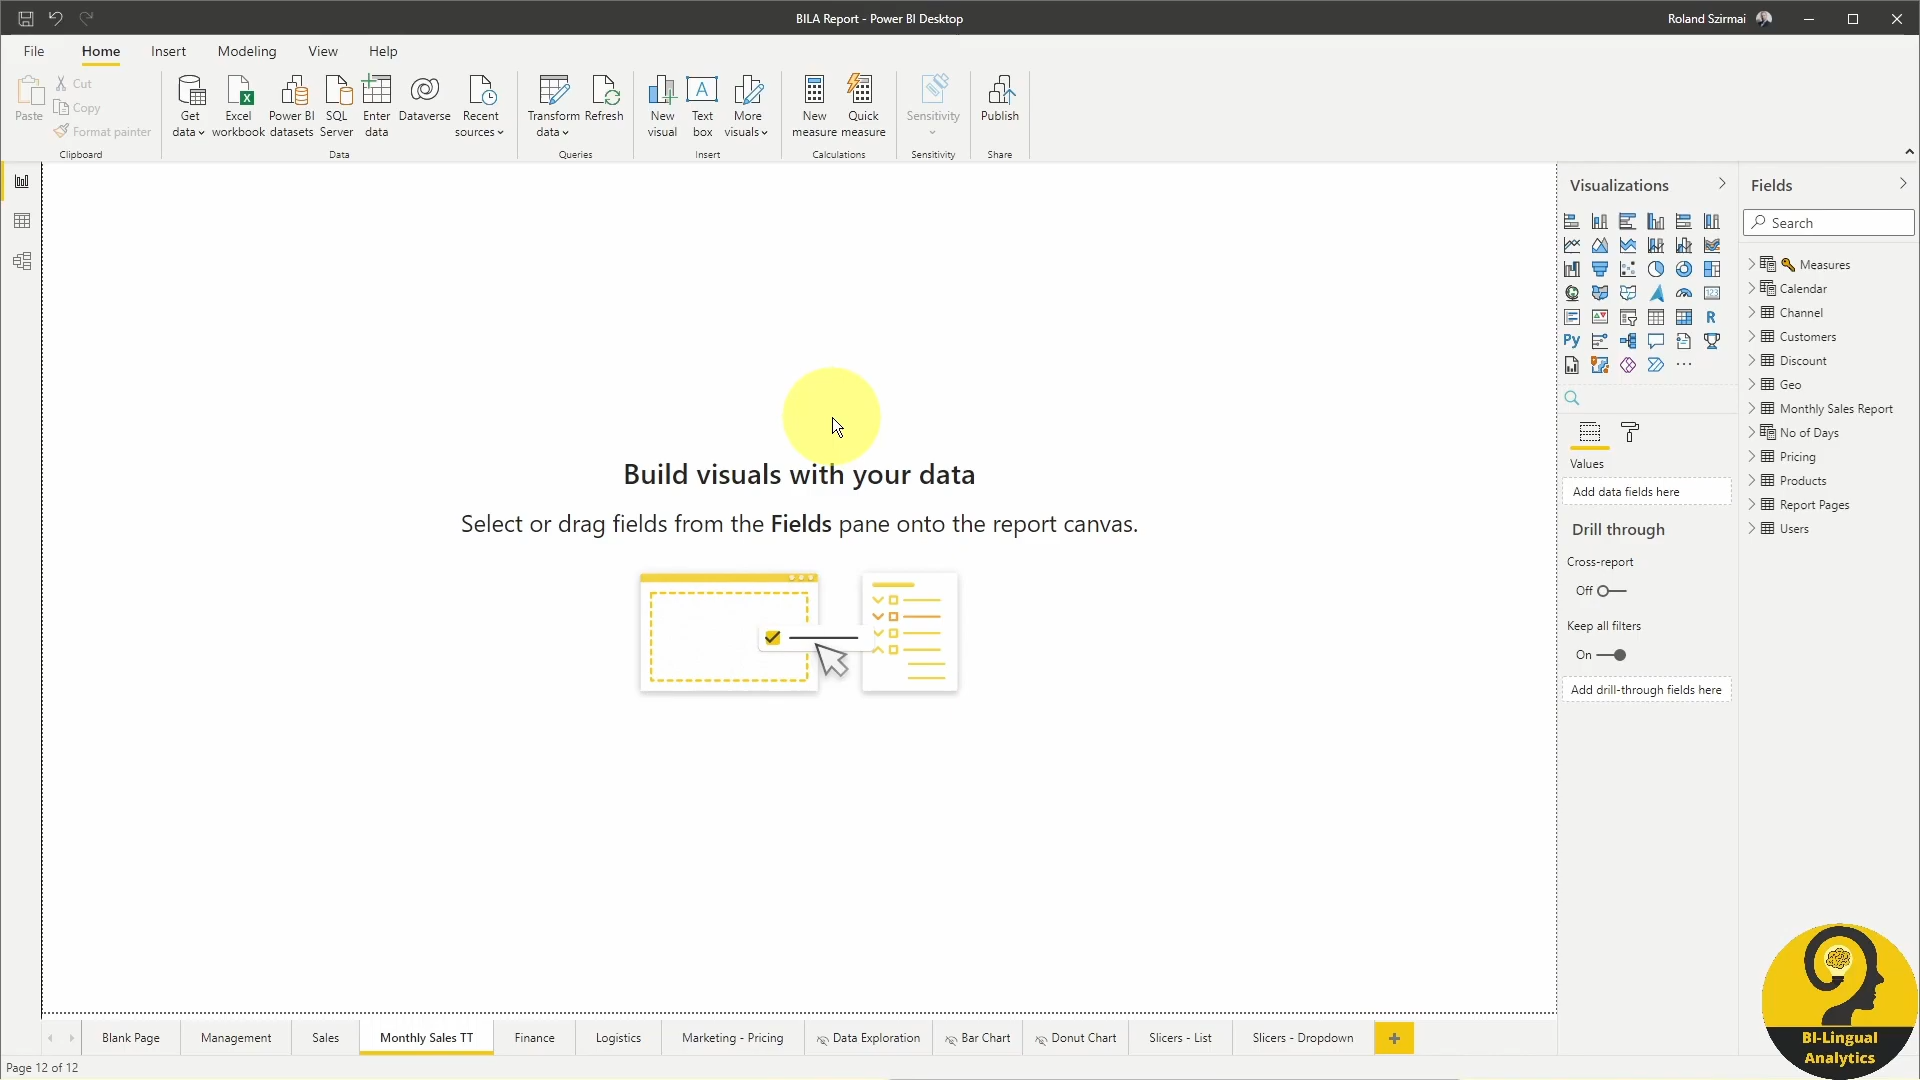 BILA Report - Power BI Desktop
Roland Szirmai
File
Home
Insert
Modeling
View
Help
Paste
Cut
Copy
Format painter
Clipboard
Get data
Excel workbook
Power BI datasets
SQL Server
Enter data
Dataverse
Recent sources
Data
Transform data
Refresh
Queries
New visual
Text box
More visuals
Insert
New measure
Quick measure
Calculations
Sensitivity
Sensitivity
Publish
Share
Build visuals with your data
Select or drag fields from the Fields pane onto the report canvas.
Visualizations
123
R
Py
Values
Add data fields here
Drill through
Cross-report
Off
Keep all filters
On
Add drill-through fields here
Fields
Search
Measures
Calendar
Channel
Customers
Discount
Geo
Monthly Sales Report
No of Days
Pricing
Products
Report Pages
Users
Blank Page
Management
Sales
Monthly Sales TT
Finance
Logistics
Marketing - Pricing
Data Exploration
Bar Chart
Donut Chart
Slicers - List
Slicers - Dropdown
+
Page 12 of 12
BI-Lingual
Analytics